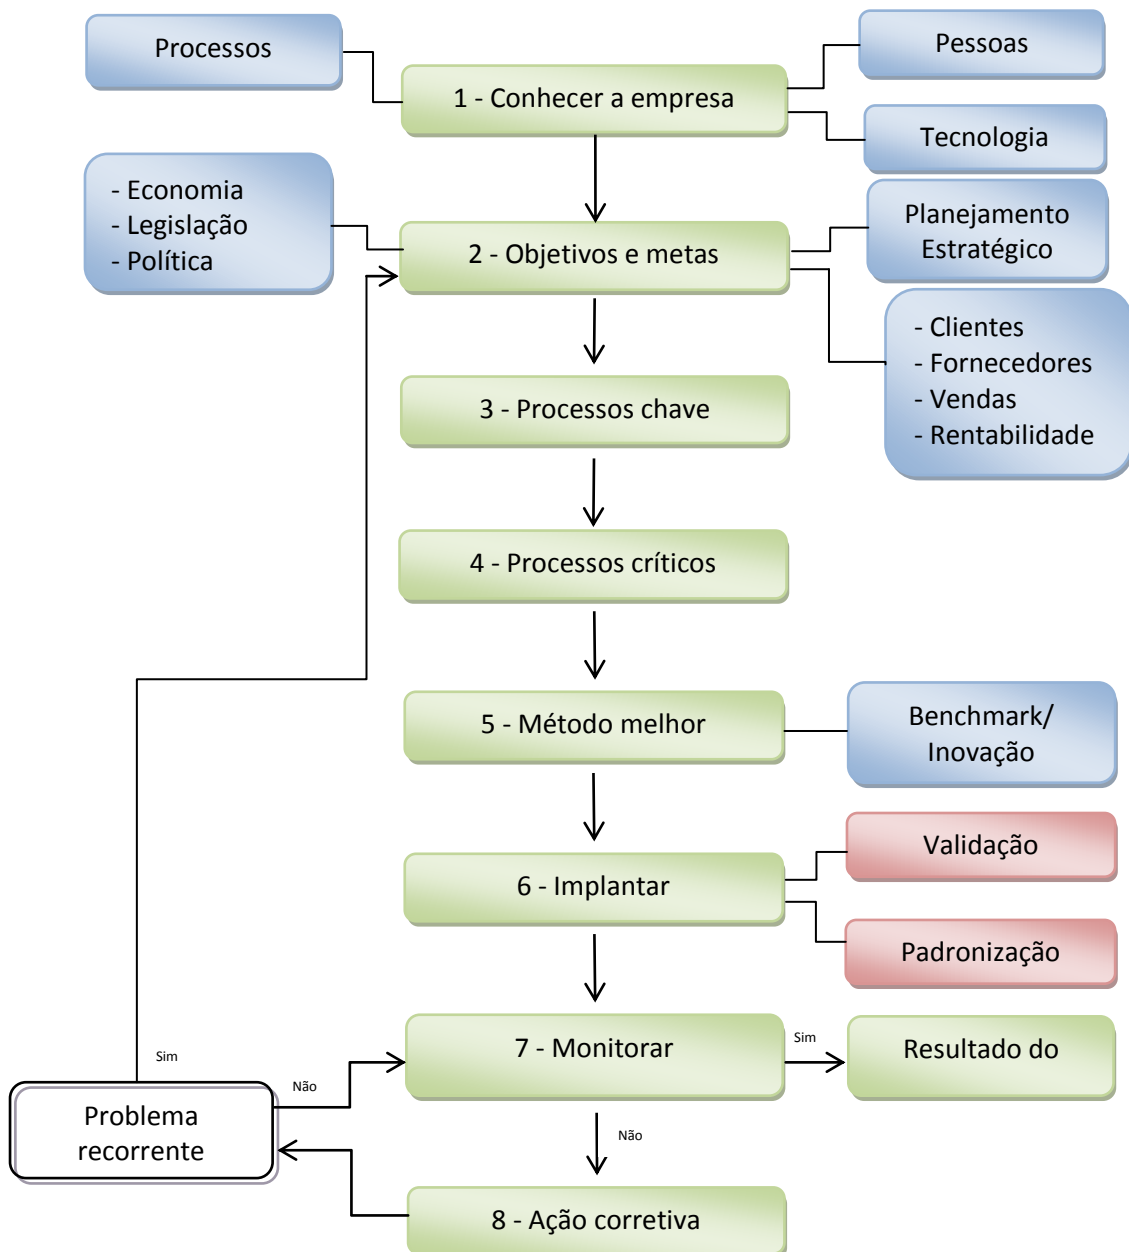 Processos
Pessoas
1 - Conhecer a empresa
Tecnologia
- Economia
- Legislação
- Política
Planejamento
Estratégico
2 - Objetivos e metas
- Clientes
- Fornecedores
- Vendas
- Rentabilidade
3 - Processos chave
4 - Processos críticos
5 - Método melhor
Benchmark/
Inovação
6 - Implantar
Validação
Padronização
7 - Monitorar
Sim
Resultado do
Sim
Não
Problema
recorrente
Não
8 - Ação corretiva